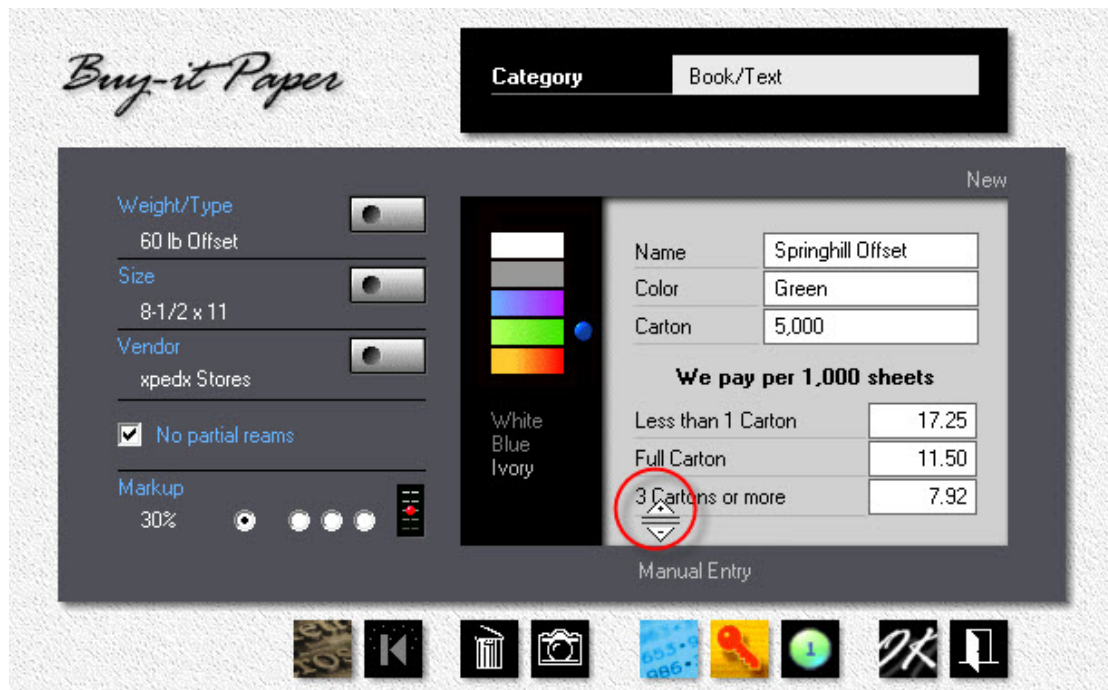 Buy-it Paper
Category Book/Text
New
Weight/Type
60 lb Offset
Size
8-1/2 x 11
Vendor
xpedx Stores
No partial reams
Markup
30%
White
Blue
Ivory
Name Springhill Offset
Color Green
Carton 5,000
We pay per 1,000 sheets
Less than 1 Carton 17.25
Full Carton 11.50
3 Cartons or more 7.92
Manual Entry
1
OK